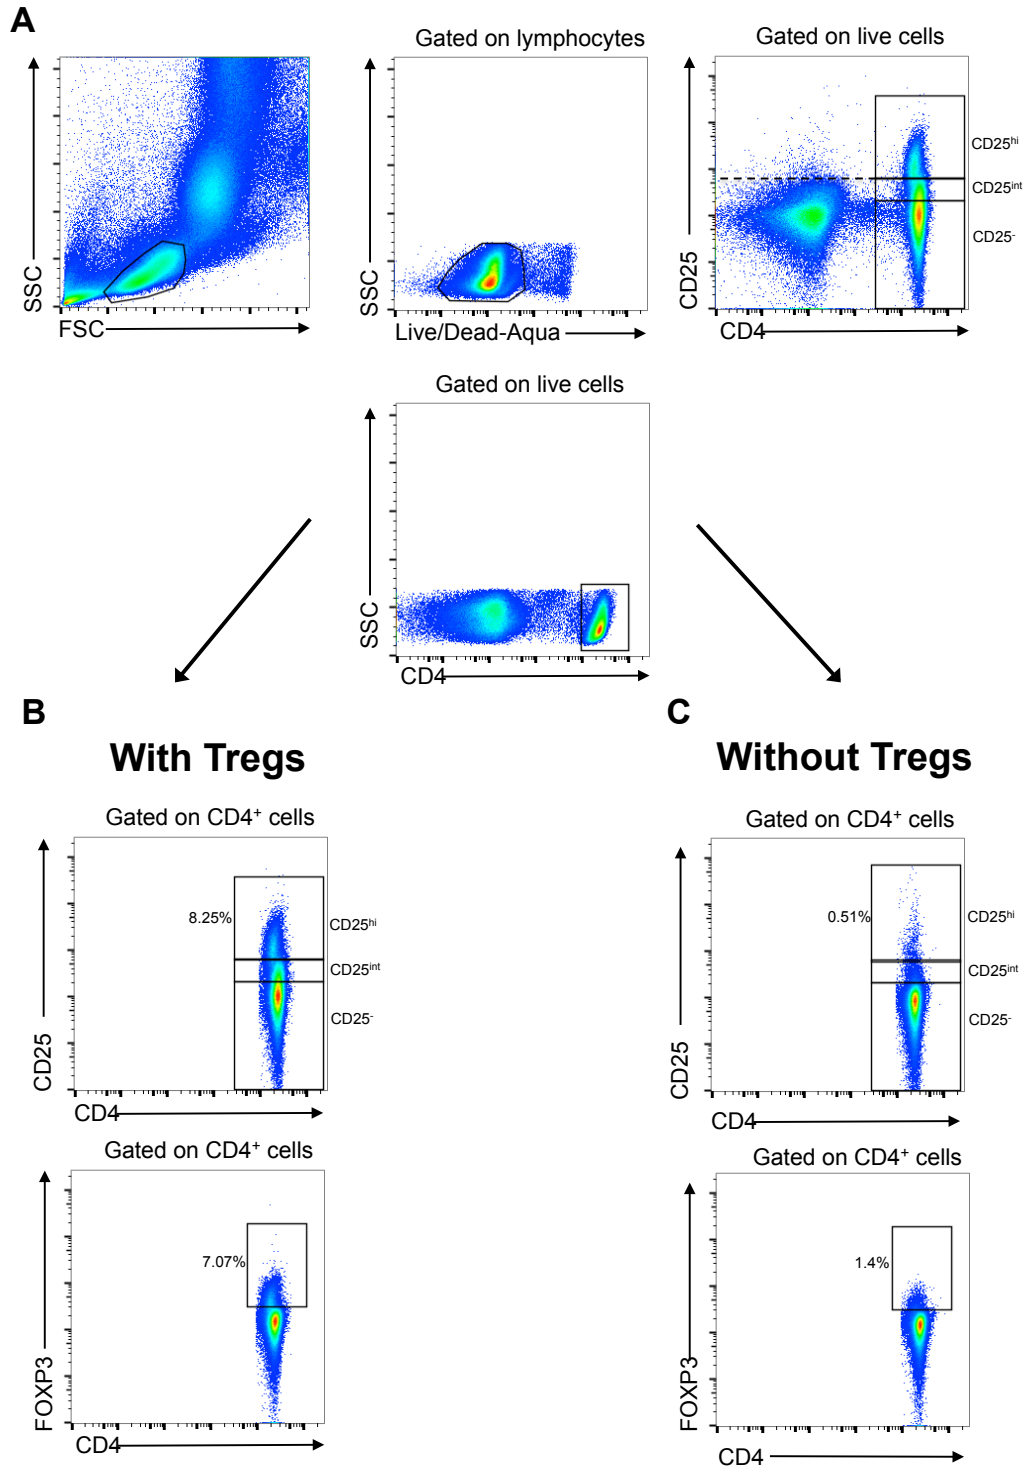 A
Gated on lymphocytes
Gated on live cells
SSC
FSC
SSC
Live/Dead-Aqua
CD25
CD4
CD25hi
CD25int
CD25-
Gated on live cells
SSC
CD4
B
With Tregs
Gated on CD4+ cells
8.25%
CD25hi
CD25int
CD25-
CD25
CD4
Gated on CD4+ cells
7.07%
FOXP3
CD4
C
Without Tregs
Gated on CD4+ cells
0.51%
CD25hi
CD25int
CD25-
CD25
CD4
Gated on CD4+ cells
1.4%
FOXP3
CD4